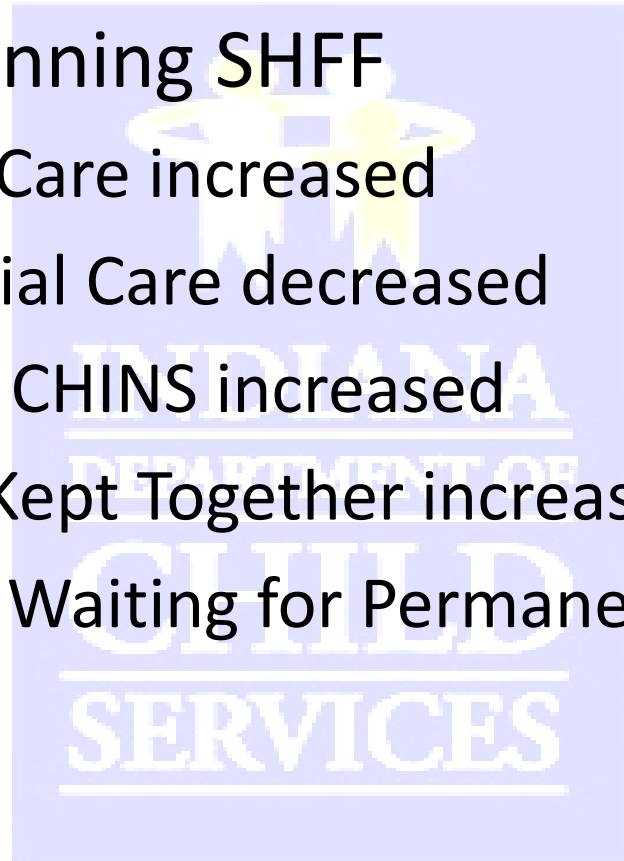 nning SHFF
Care increased
ial Care decreased
CHINS increased
Kept Together increas
Waiting for Permane
INDIANA
DEPARTMENT OF
CHILD
SERVICES